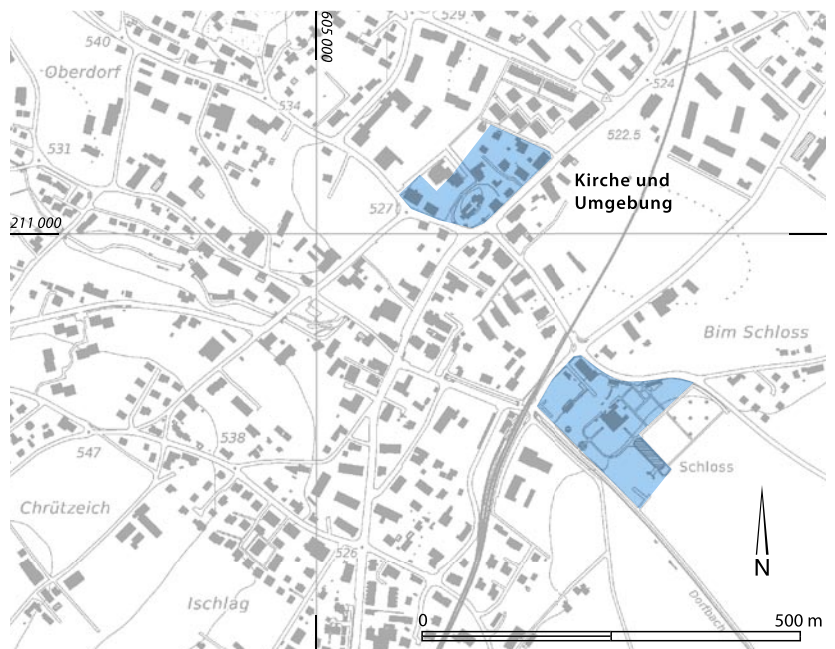 605 000
529
540
Oberdorf
534
524
522.5
531
Kirche und
Umgebung
527
211 000
Bim Schloss
538
547
Schloss
Chrützeich
526
N
Ischlag
Dorfbach
0
500 m